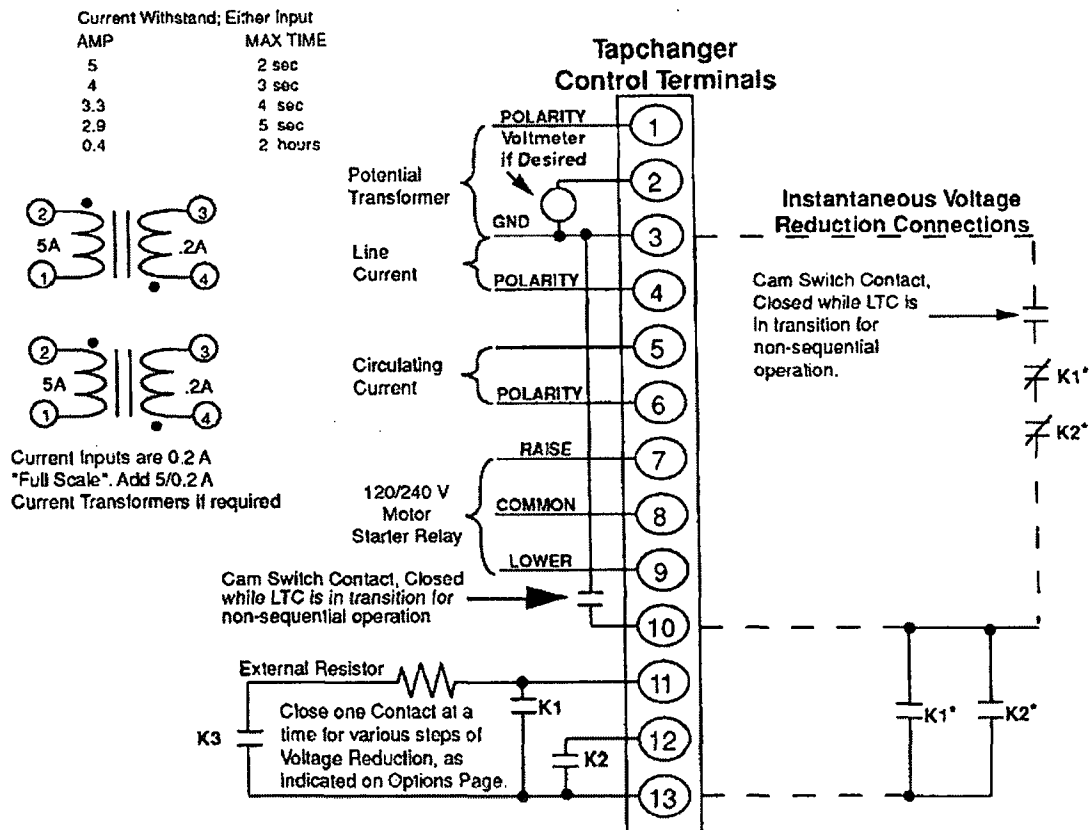 Current Withstand; Either Input
AMP MAX TIME
5 2 sec
4 3 sec
3.3 4 sec
2.9 5 sec
0.4 2 hours
2
3
5A
.2A
1
4
2
3
5A
.2A
1
4
Current Inputs are 0.2 A
"Full Scale". Add 5/0.2 A
Current Transformers if required
Tapchanger
Control Terminals
POLARITY
1
Voltmeter
if Desired
2
Potential
Transformer
GND
3
Line
Current
POLARITY
4
5
Circulating
Current
POLARITY
6
RAISE
7
120/240 V
Motor
Starter Relay
COMMON
8
LOWER
9
Cam Switch Contact, Closed
while LTC is in transition for
non-sequential operation
10
External Resistor
11
K1
Close one Contact at a
time for various steps of
Voltage Reduction, as
Indicated on Options Page.
K3
12
K2
13
Instantaneous Voltage
Reduction Connections
Cam Switch Contact,
Closed while LTC is
in transition for
non-sequential
operation.
K1*
K2*
K1*
K2*